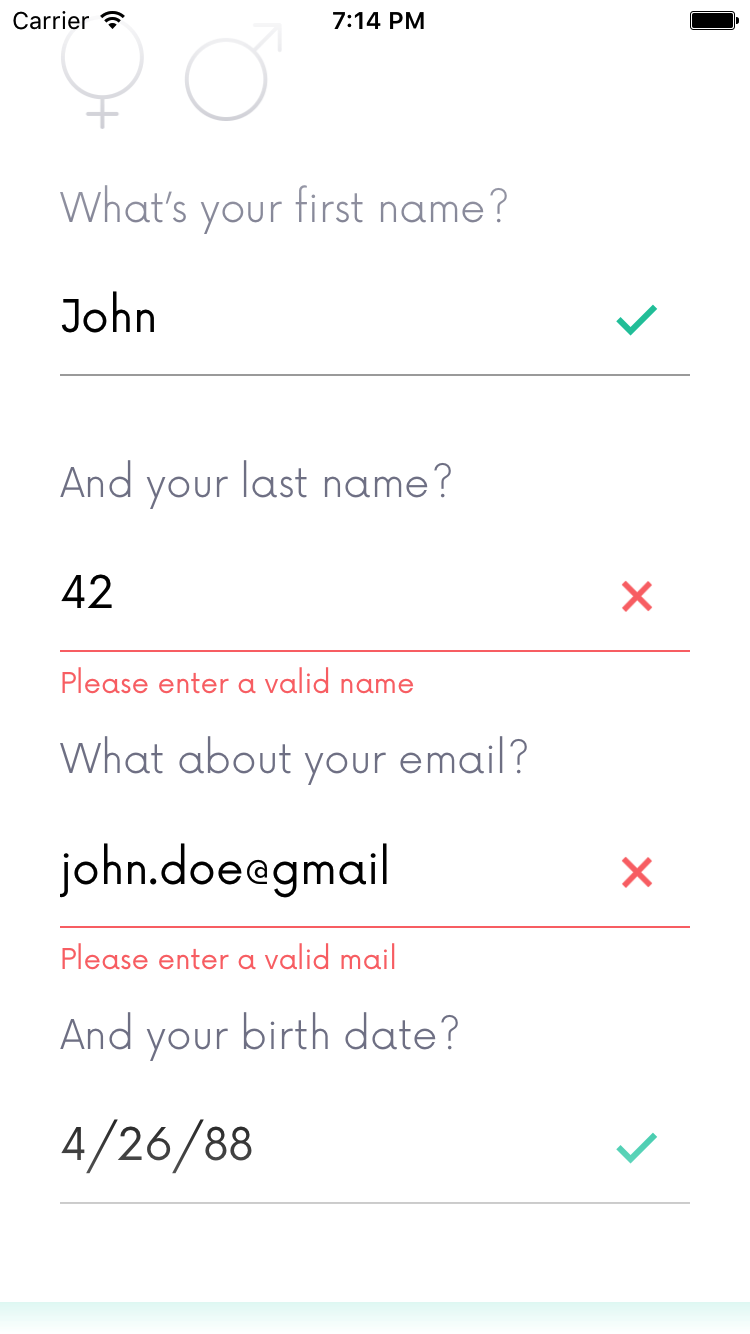 Carrier 7:14 PM
What's your first name?
John
And your last name?
42
Please enter a valid name
What about your email?
john.doe@gmail
Please enter a valid mail
And your birth date?
4/26/88